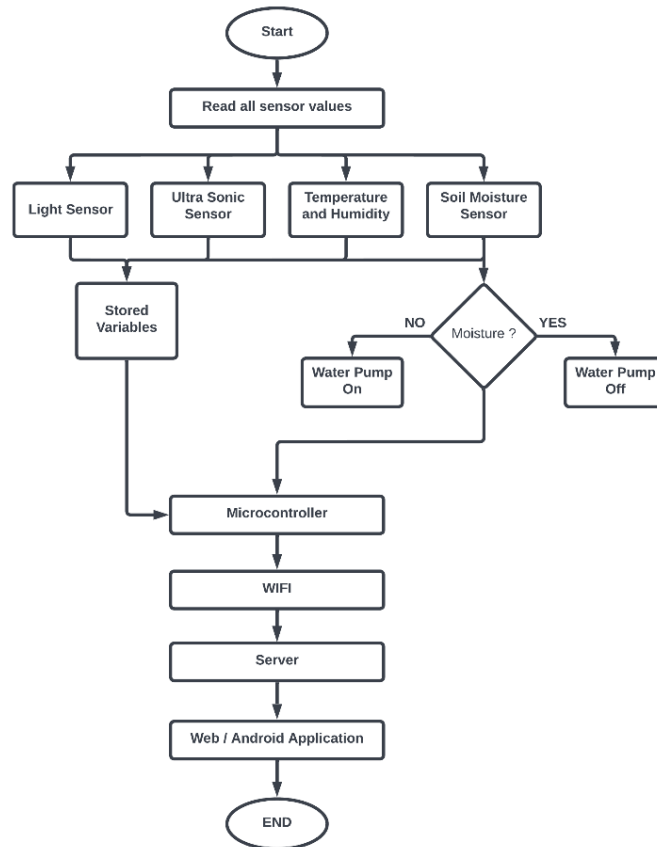 Start
Read all sensor values
Light Sensor
Ultra Sonic
Sensor
Temperature
and Humidity
Soil Moisture
Sensor
Stored
Variables
NO
Moisture ?
YES
Water Pump
On
Water Pump
Off
Microcontroller
WIFI
Server
Web / Android Application
END